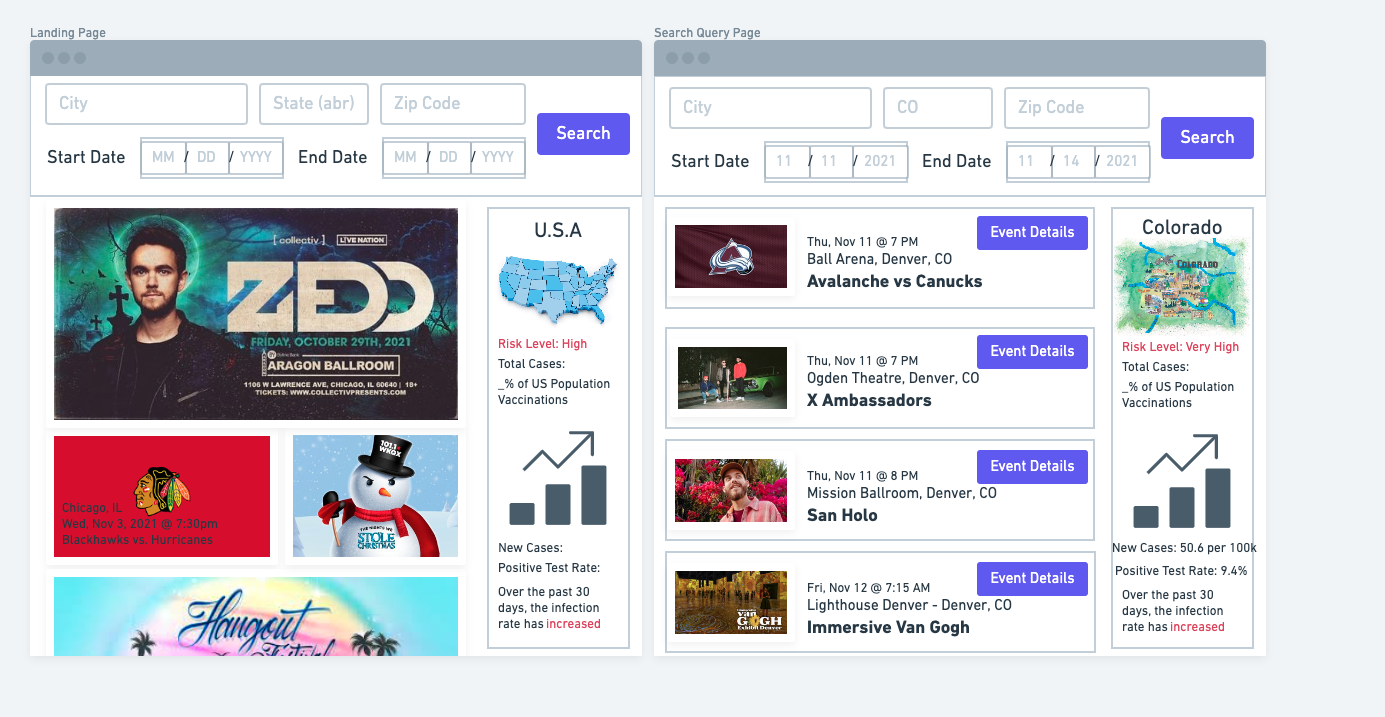 Landing Page
City
State (abr)
Zip Code
Search
Start Date
MM / DD / YYYY
End Date
MM / DD / YYYY
[ collectiv ] LIVE NATION
ZEDD
FRIDAY, OCTOBER 29TH, 2021
ARAGON BALLROOM
1106 W LAWRENCE AVE, CHICAGO, IL 60640 | 18+
TICKETS: WWW.COLLECTIVPRESENTS.COM
Chicago, IL
Wed, Nov 3, 2021 @ 7:30pm
Blackhawks vs. Hurricanes
101.1
WKQX
THE NIGHTS WE
STOLE
CHRISTMAS
Hangout
Festival
U.S.A
Risk Level: High
Total Cases:
_% of US Population
Vaccinations
New Cases:
Positive Test Rate:
Over the past 30
days, the infection
rate has increased
Search Query Page
City
CO
Zip Code
Search
Start Date
11 / 11 / 2021
End Date
11 / 14 / 2021
Event Details
Thu, Nov 11 @ 7 PM
Ball Arena, Denver, CO
Avalanche vs Canucks
Event Details
Thu, Nov 11 @ 7 PM
Ogden Theatre, Denver, CO
X Ambassadors
Event Details
Thu, Nov 11 @ 8 PM
Mission Ballroom, Denver, CO
San Holo
Event Details
Fri, Nov 12 @ 7:15 AM
Lighthouse Denver - Denver, CO
Immersive Van Gogh
van
GOGH
Exhibit Denver
Colorado
COLORADO
Risk Level: Very High
Total Cases:
_% of US Population
Vaccinations
New Cases: 50.6 per 100k
Positive Test Rate: 9.4%
Over the past 30
days, the infection
rate has increased